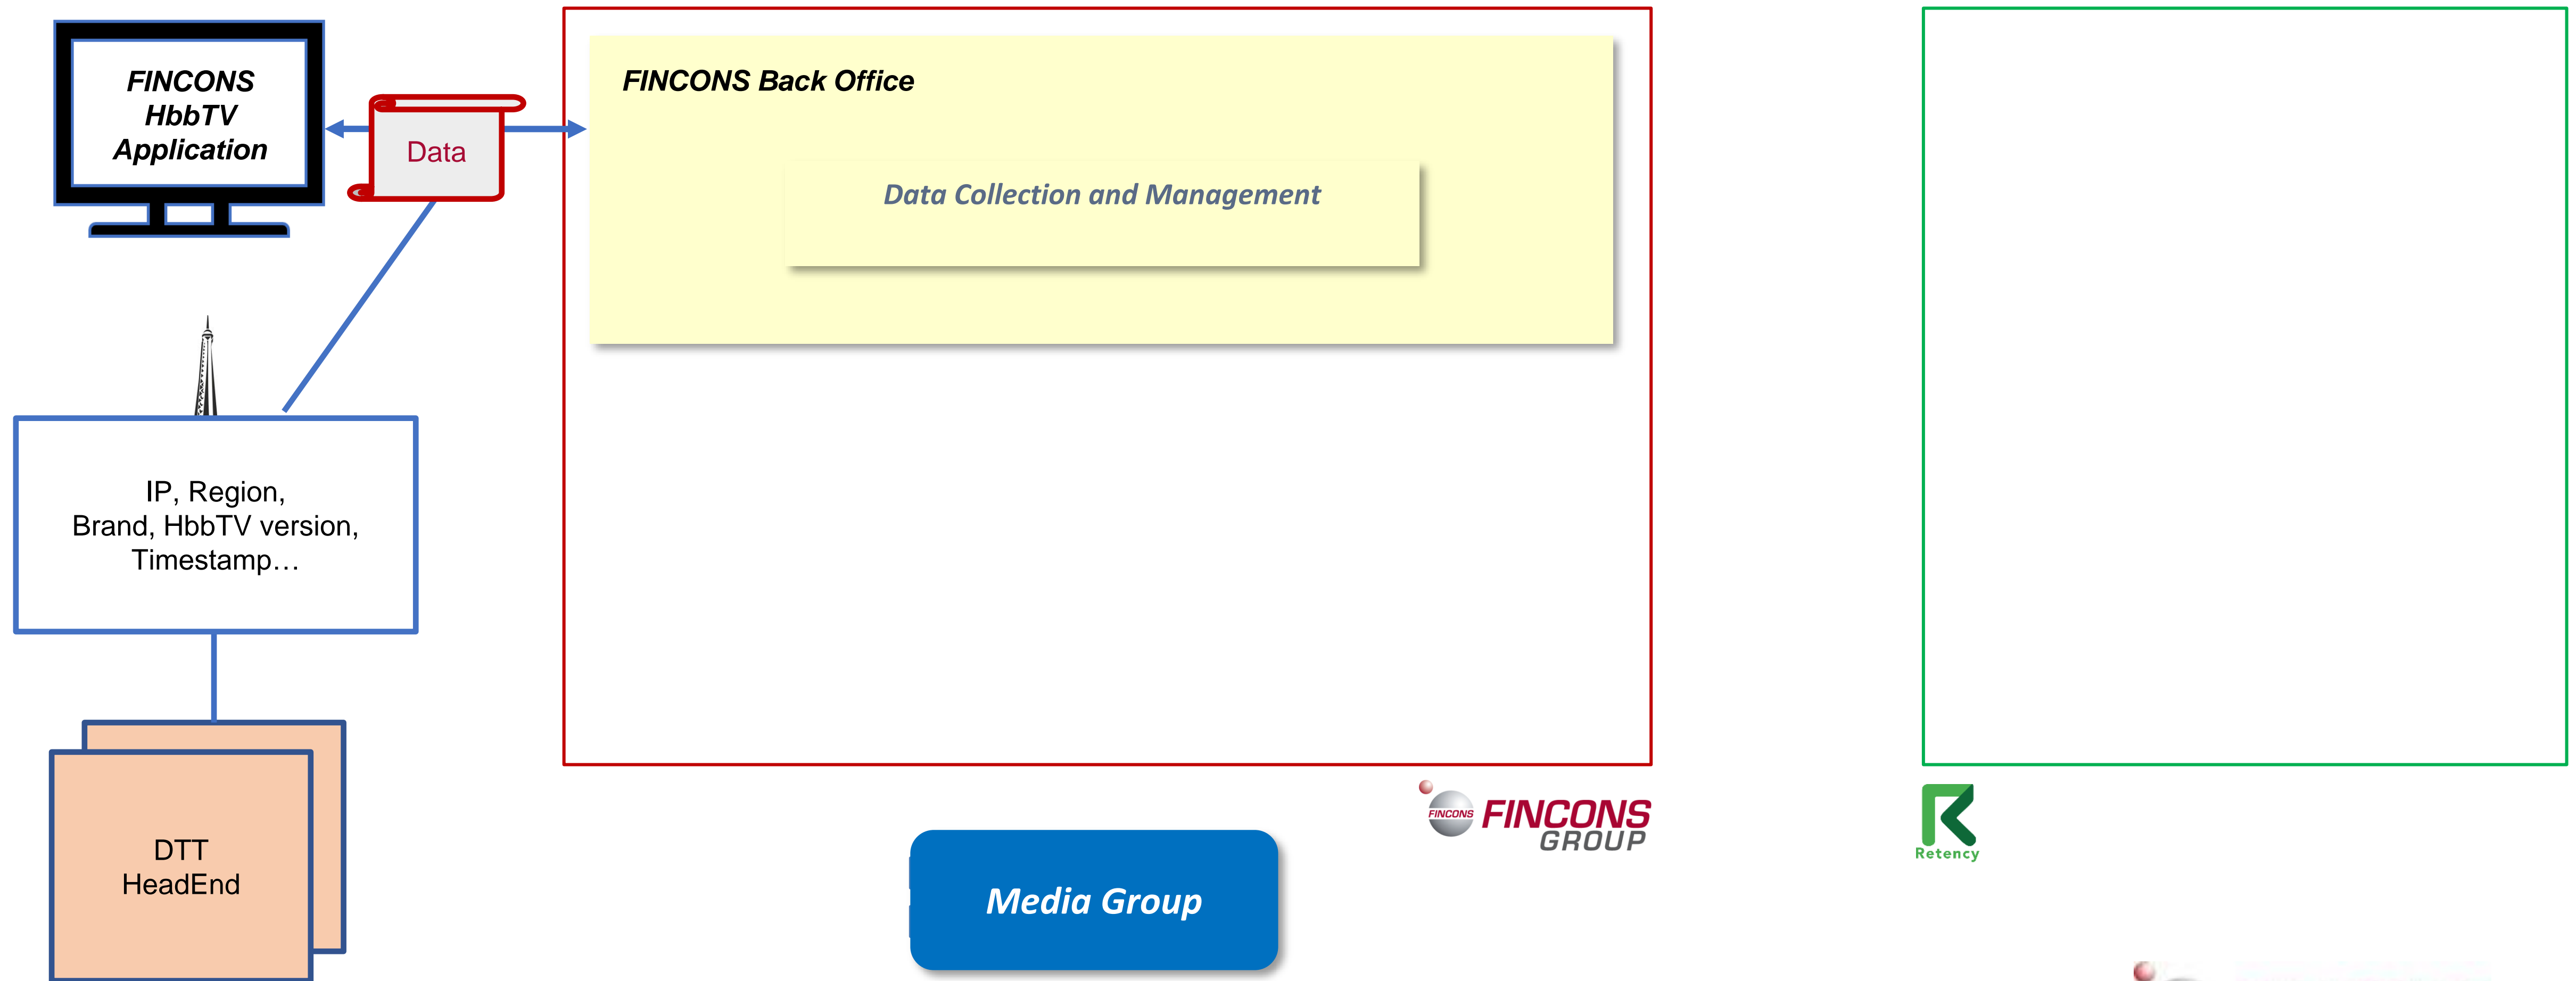 FINCONS
HbbTV
Application
Data
FINCONS Back Office
Data Collection and Management
IP, Region,
Brand, HbbTV version,
Timestamp…
DTT
HeadEnd
Media Group
FINCONS
FINCONS
GROUP
Retency